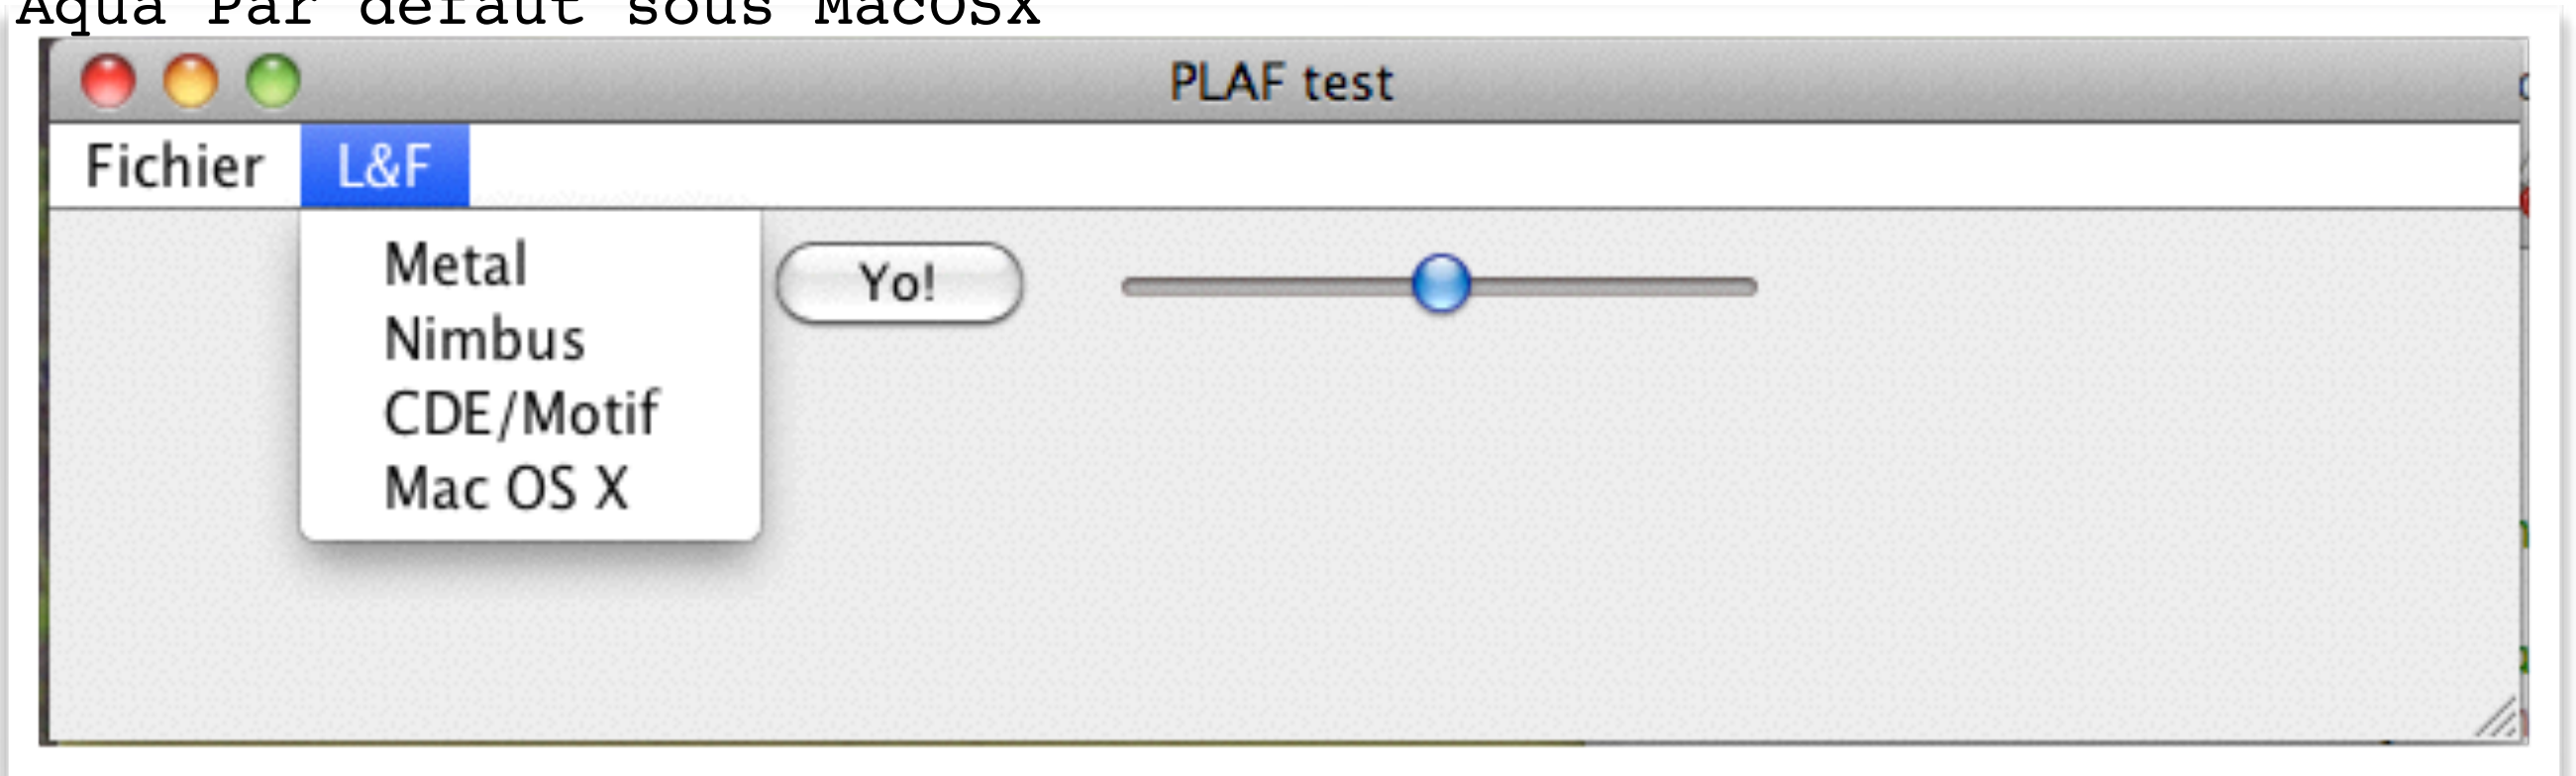 Aqua Par défaut sous MacOSX
PLAF test
Fichier L&F
Metal
Yo!
Nimbus
CDE/Motif
Mac OS X